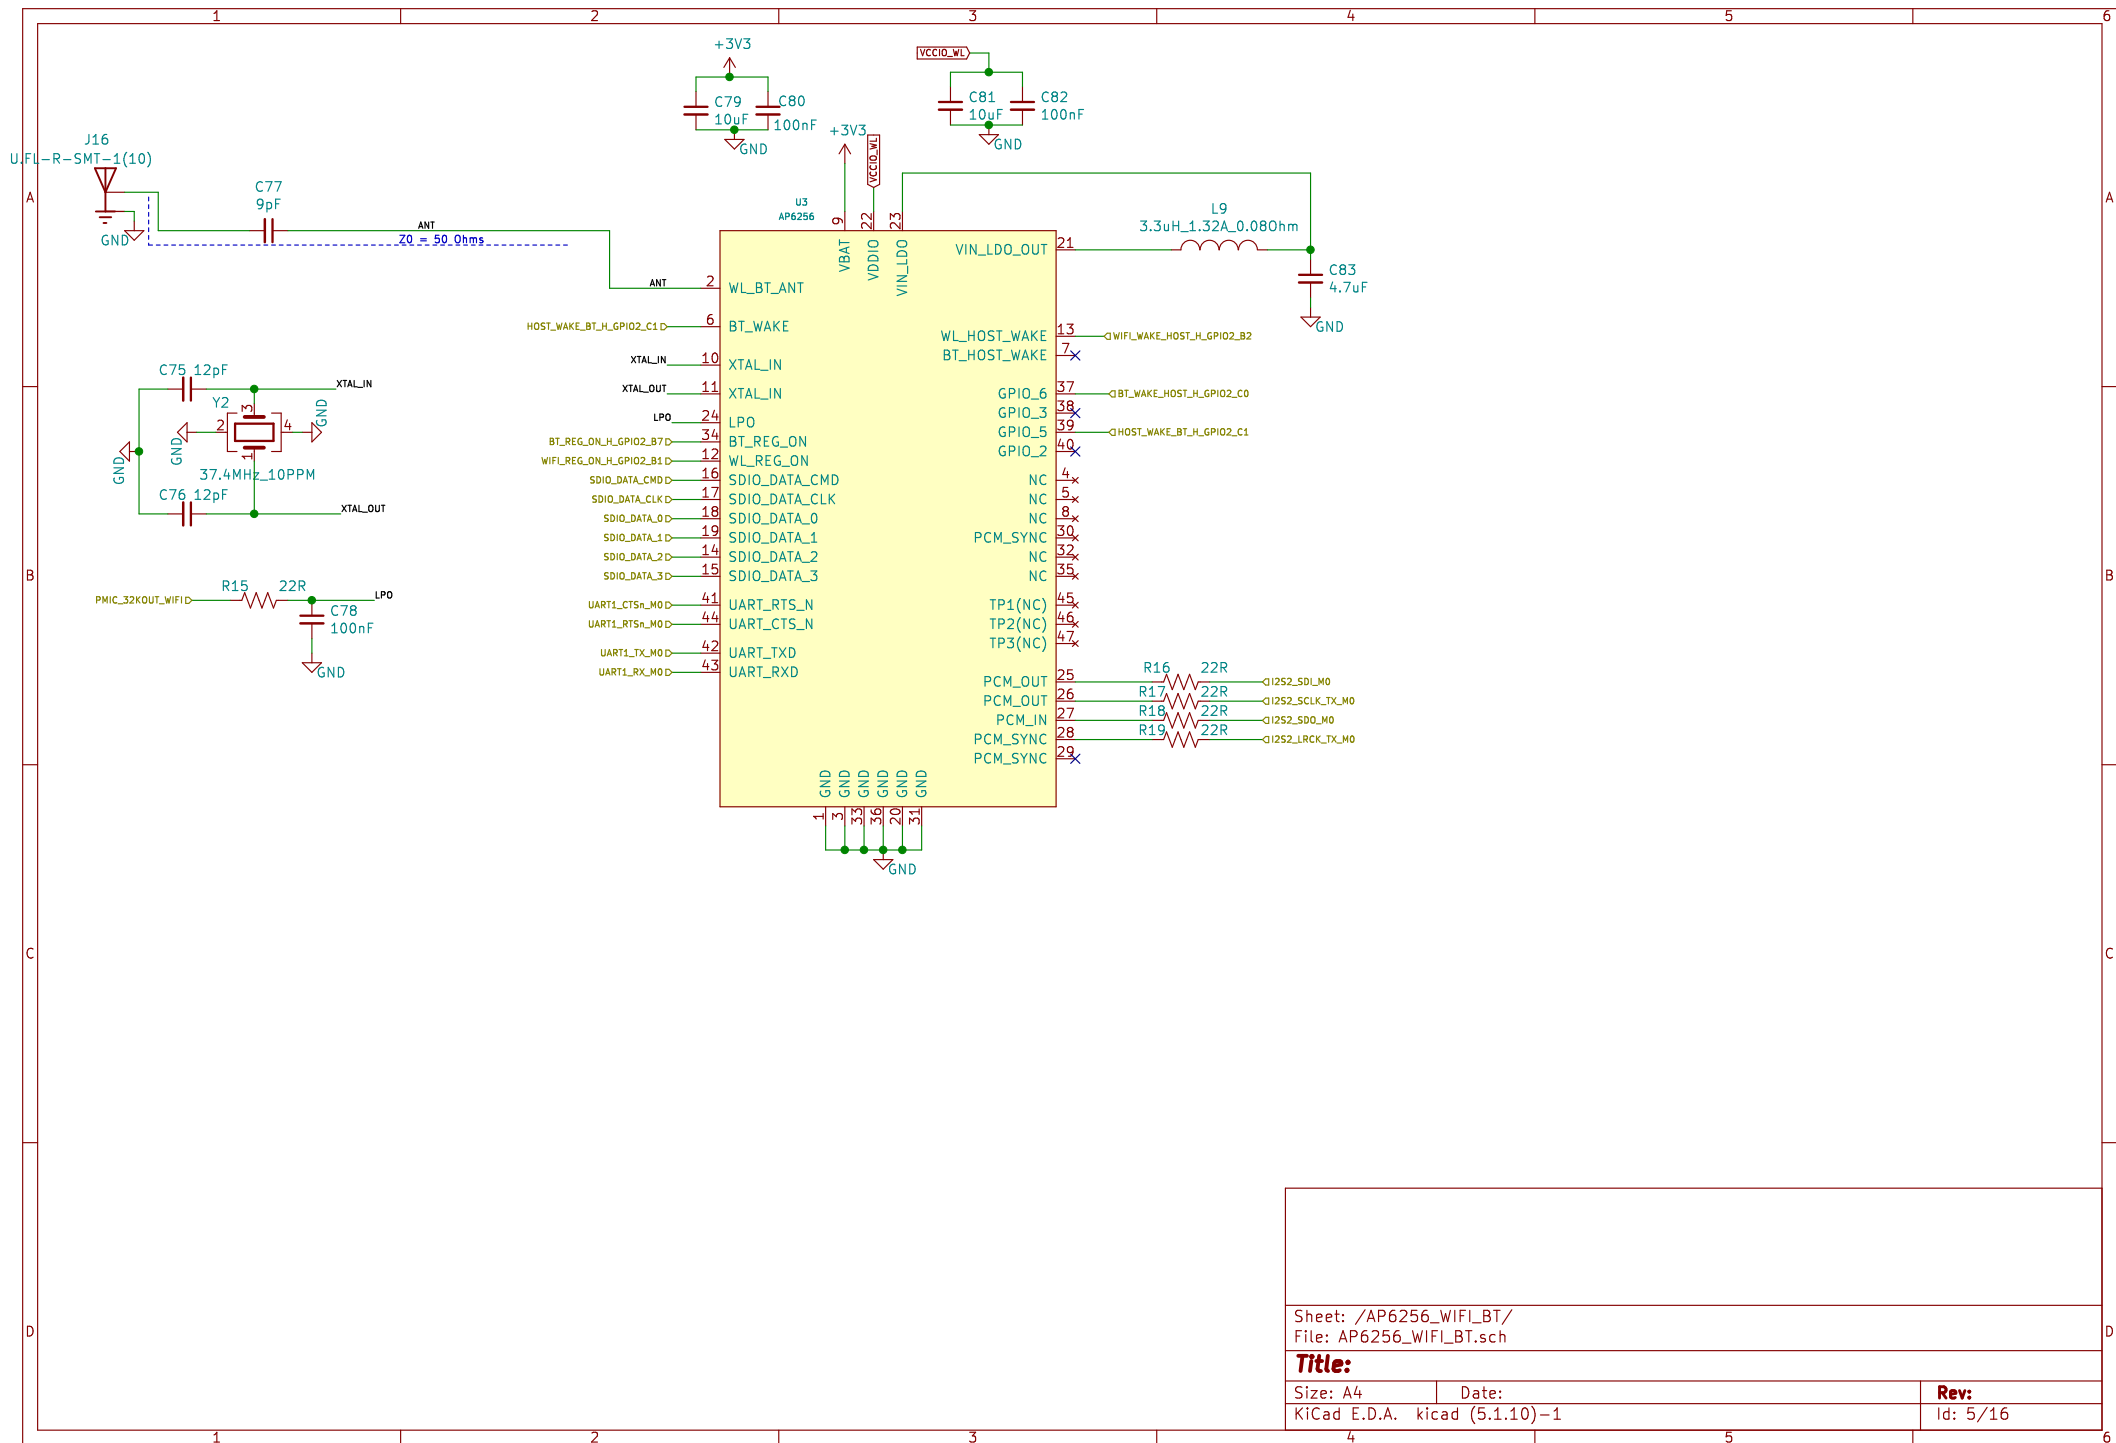 1 2 3 4 5 6
A
B
C
D
A
B
C
D
1 2 3 4 5 6
+3V3
C79
10uF
C80
100nF
GND
VCCIO_WL
C81
10uF
C82
100nF
GND
J16
U.FL-R-SMT-1(10)
GND
C77
9pF
ANT
Z0 = 50 Ohms
ANT
+3V3
VCCIO_WL
U3
AP6256
9
22
23
VBAT
VDDIO
VIN_LDO
L9
3.3uH_1.32A_0.08Ohm
C83
4.7uF
GND
2 WL_BT_ANT
HOST_WAKE_BT_H_GPIO2_C1 6 BT_WAKE
XTAL_IN 10 XTAL_IN
XTAL_OUT 11 XTAL_IN
LPO 24 LPO
BT_REG_ON_H_GPIO2_B7 34 BT_REG_ON
WIFI_REG_ON_H_GPIO2_B1 12 WL_REG_ON
SDIO_DATA_CMD 16 SDIO_DATA_CMD
SDIO_DATA_CLK 17 SDIO_DATA_CLK
SDIO_DATA_0 18 SDIO_DATA_0
SDIO_DATA_1 19 SDIO_DATA_1
SDIO_DATA_2 14 SDIO_DATA_2
SDIO_DATA_3 15 SDIO_DATA_3
UART1_CTSn_M0 41 UART_RTS_N
UART1_RTSn_M0 44 UART_CTS_N
UART1_TX_M0 42 UART_TXD
UART1_RX_M0 43 UART_RXD
VIN_LDO_OUT 21
WL_HOST_WAKE 13 WIFI_WAKE_HOST_H_GPIO2_B2
BT_HOST_WAKE 7
GPIO_6 37 BT_WAKE_HOST_H_GPIO2_C0
GPIO_3 38
GPIO_5 39 HOST_WAKE_BT_H_GPIO2_C1
GPIO_2 40
NC 4
NC 5
NC 8
PCM_SYNC 30
NC 32
NC 35
TP1(NC) 45
TP2(NC) 46
TP3(NC) 47
PCM_OUT 25 R16 22R I2S2_SDI_M0
PCM_OUT 26 R17 22R I2S2_SCLK_TX_M0
PCM_IN 27 R18 22R I2S2_SDO_M0
PCM_SYNC 28 R19 22R I2S2_LRCK_TX_M0
PCM_SYNC 29
GND GND GND GND GND GND
1 3 33 36 20 31
GND
C75 12pF
XTAL_IN
Y2
3
GND
2
4
GND
GND
1
37.4MHz_10PPM
C76 12pF
XTAL_OUT
PMIC_32KOUT_WIFI
R15 22R
LPO
C78
100nF
GND
Sheet: /AP6256_WIFI_BT/
File: AP6256_WIFI_BT.sch
Title:
Size: A4 Date: Rev:
KiCad E.D.A. kicad (5.1.10)-1 Id: 5/16